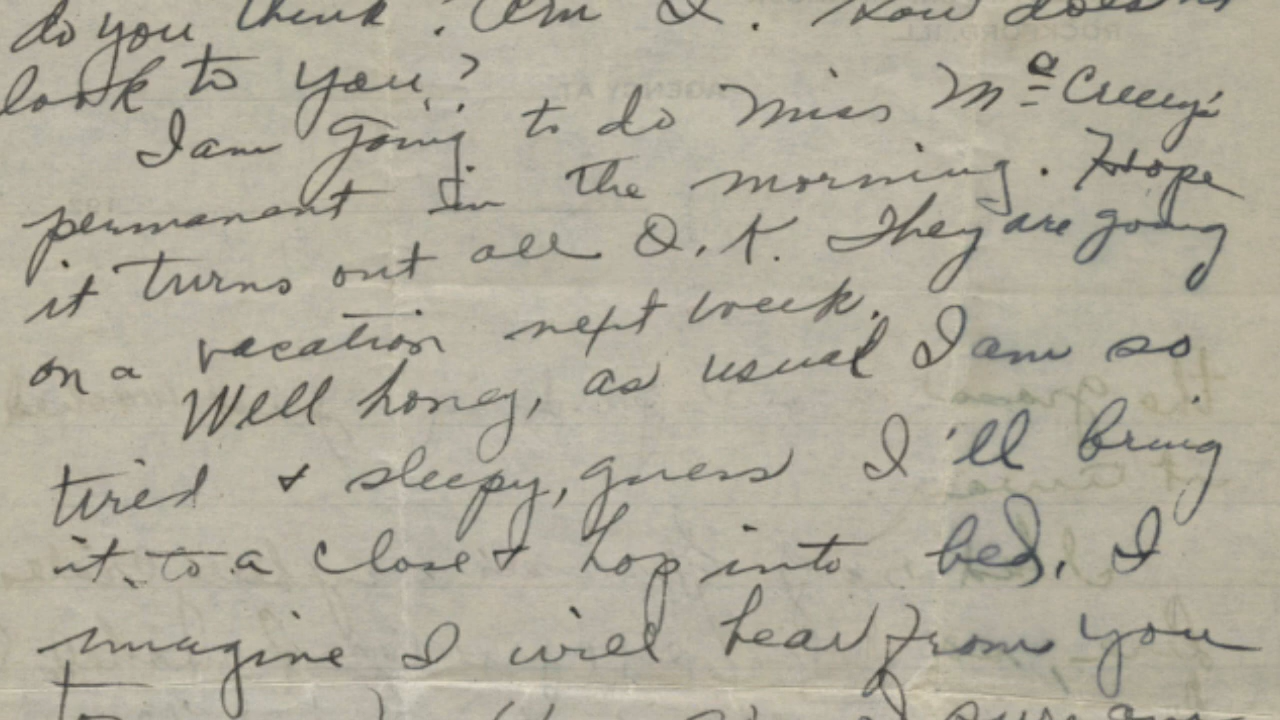 do you think? Am I. How does it
look to you?
I am going to do Miss McCreey's
permanent in the morning. Hope
it turns out all O.K. They are going
on a vacation next week.
Well honey, as usual I am so
tired & sleepy, guess I'll bring
it to a close & hop into bed. I
imagine I will hear from you